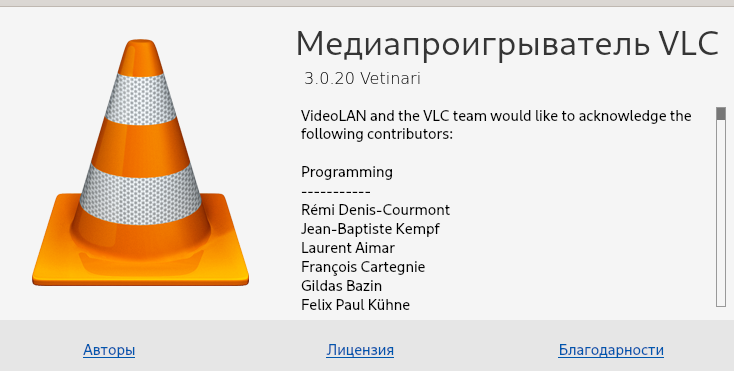 Медиапроигрыватель VLC
3.0.20 Vetinari
VideoLAN and the VLC team would like to acknowledge the
following contributors:
Programming
-----------
Rémi Denis-Courmont
Jean-Baptiste Kempf
Laurent Aimar
François Cartegnie
Gildas Bazin
Felix Paul Kühne
Авторы Лицензия Благодарности